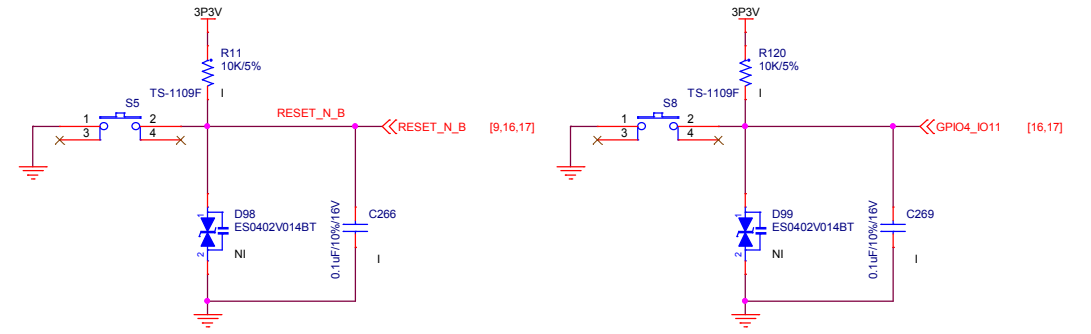 3P3V
R11
10K/5%
I
TS-1109F
S5
1
2
3
4
RESET_N_B
RESET_N_B [9,16,17]
1
D98
ES0402V014BT
2
NI
C266
0.1uF/10%/16V
I
3P3V
R120
10K/5%
I
TS-1109F
S8
1
2
3
4
GPIO4_IO11 [16,17]
1
D99
ES0402V014BT
2
NI
C269
0.1uF/10%/16V
I